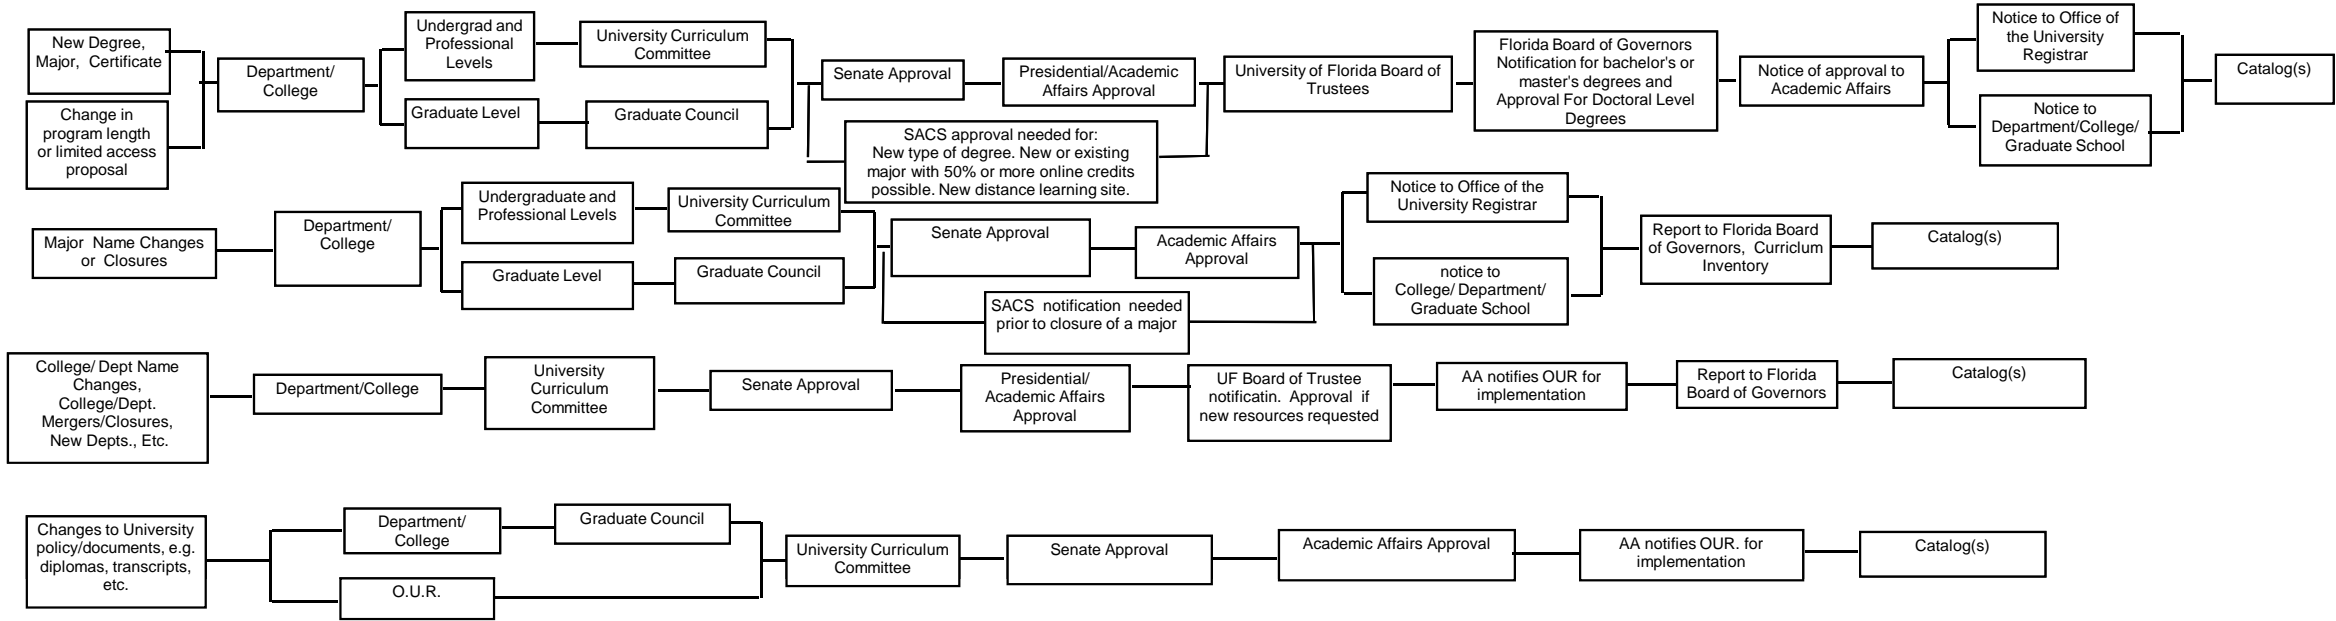 New Degree,
Major, Certificate
Change in
program length
or limited access
proposal
Department/
College
Undergrad and
Professional
Levels
Graduate Level
University Curriculum
Committee
Graduate Council
Senate Approval
Presidential/Academic
Affairs Approval
SACS approval needed for:
New type of degree. New or existing
major with 50% or more online credits
possible. New distance learning site.
University of Florida Board of
Trustees
Florida Board of Governors
Notification for bachelor's or
master's degrees and
Approval For Doctoral Level
Degrees
Notice of approval to
Academic Affairs
Notice to Office of
the University
Registrar
Notice to
Department/College/
Graduate School
Catalog(s)
Major Name Changes
or Closures
Department/
College
Undergraduate and
Professional Levels
Graduate Level
University Curriculum
Committee
Graduate Council
Senate Approval
Academic Affairs
Approval
SACS notification needed
prior to closure of a major
Notice to Office of the
University Registrar
notice to
College/ Department/
Graduate School
Report to Florida Board
of Governors, Curriclum
Inventory
Catalog(s)
College/ Dept Name
Changes,
College/Dept.
Mergers/Closures,
New Depts., Etc.
Department/College
University
Curriculum
Committee
Senate Approval
Presidential/
Academic Affairs
Approval
UF Board of Trustee
notificatin. Approval if
new resources requested
AA notifies OUR for
implementation
Report to Florida
Board of Governors
Catalog(s)
Changes to University
policy/documents, e.g.
diplomas, transcripts,
etc.
Department/
College
Graduate Council
O.U.R.
University Curriculum
Committee
Senate Approval
Academic Affairs Approval
AA notifies OUR. for
implementation
Catalog(s)